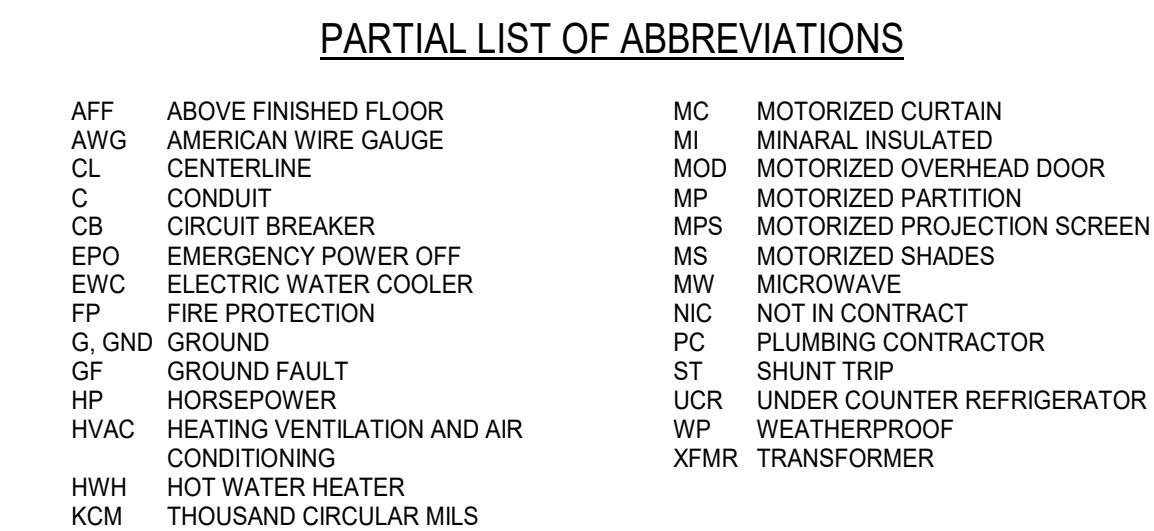 PARTIAL LIST OF ABBREVIATIONS
AFF ABOVE FINISHED FLOOR
AWG AMERICAN WIRE GAUGE
CL CENTERLINE
C CONDUIT
CB CIRCUIT BREAKER
EPO EMERGENCY POWER OFF
EWC ELECTRIC WATER COOLER
FP FIRE PROTECTION
G, GND GROUND
GF GROUND FAULT
HP HORSEPOWER
HVAC HEATING VENTILATION AND AIR
CONDITIONING
HWH HOT WATER HEATER
KCM THOUSAND CIRCULAR MILS
MC MOTORIZED CURTAIN
MI MINARAL INSULATED
MOD MOTORIZED OVERHEAD DOOR
MP MOTORIZED PARTITION
MPS MOTORIZED PROJECTION SCREEN
MS MOTORIZED SHADES
MW MICROWAVE
NIC NOT IN CONTRACT
PC PLUMBING CONTRACTOR
ST SHUNT TRIP
UCR UNDER COUNTER REFRIGERATOR
WP WEATHERPROOF
XFMR TRANSFORMER